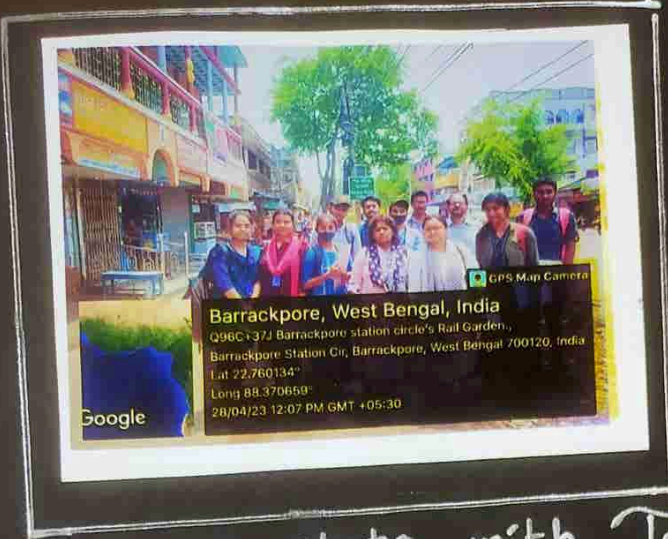 GPS Map Camera
Barrackpore, West Bengal, India
Q96C+37J Barrackpore station circle's Rail Garden,,
Barrackpore Station Cir, Barrackpore, West Bengal 700120, India
Lat 22.760134°
Long 88.370659°
28/04/23 12:07 PM GMT +05:30
Google
with